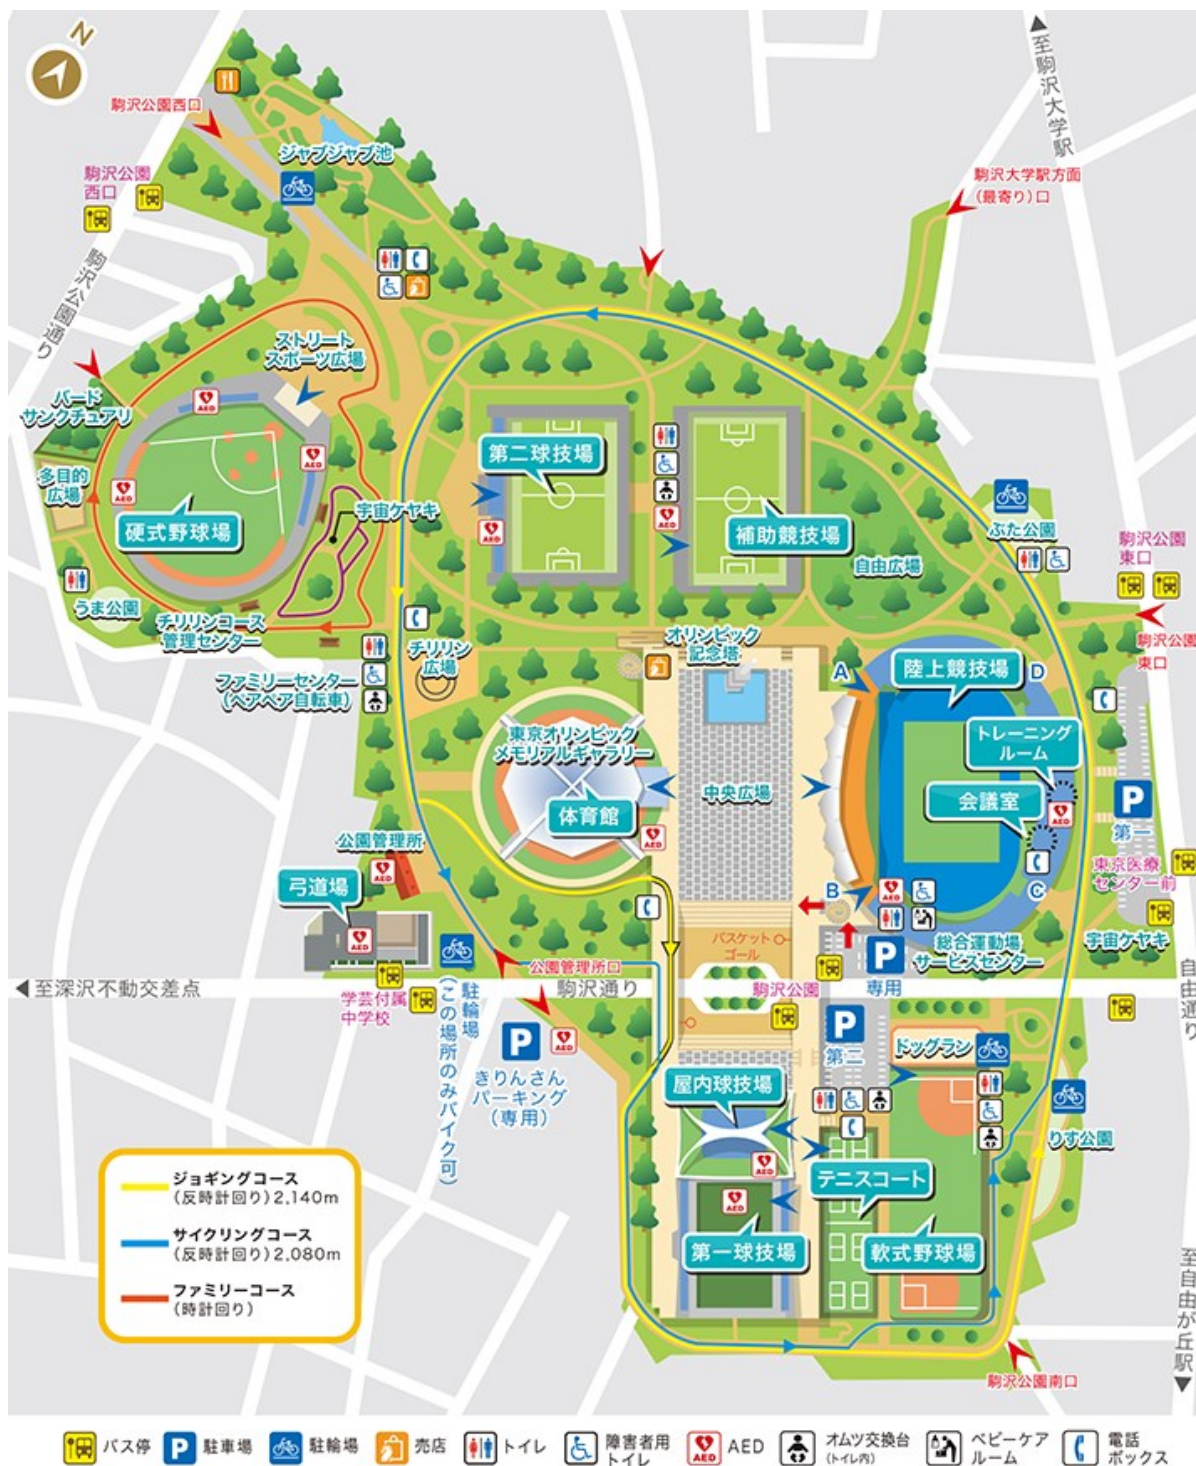 N
駒沢公園西口
ジャブジャブ池
駒沢公園
西口
駒沢公園通り
▲至駒沢大学駅
駒沢大学駅方面
(最寄り)口
ストリート
スポーツ広場
バード
サンクチュアリ
多目的
広場
AED
AED
AED
硬式野球場
宇宙ケヤキ
うま公園
チリリンコース
管理センター
ファミリーセンター
(ペアペア自転車)
チリリン
広場
第二球技場
AED
AED
補助競技場
自由広場
ぶた公園
駒沢公園
東口
駒沢公園
東口
オリンピック
記念塔
東京オリンピック
メモリアルギャラリー
体育館
AED
中央広場
A
B
C
D
陸上競技場
トレーニング
ルーム
会議室
AED
AED
P
第一
東京医療
センター前
宇宙ケヤキ
総合運動場
サービスセンター
P
専用
公園管理所
AED
弓道場
AED
学芸付属
中学校
◀至深沢不動交差点
公園管理所口
駒沢通り
バスケット
ゴール
駒沢公園
自由通り
駐輪場
(この場所のみバイク可)
P
AED
きりんさん
パーキング
(専用)
P
第二
ドッグラン
屋内球技場
AED
AED
テニスコート
りす公園
第一球技場
軟式野球場
駒沢公園南口
至自由が丘駅▼
ジョギングコース
(反時計回り)2,140m
サイクリングコース
(反時計回り)2,080m
ファミリーコース
(時計回り)
バス停
P 駐車場
駐輪場
売店
トイレ
障害者用
トイレ
AED AED
オムツ交換台
(トイレ内)
ベビーケア
ルーム
電話
ボックス